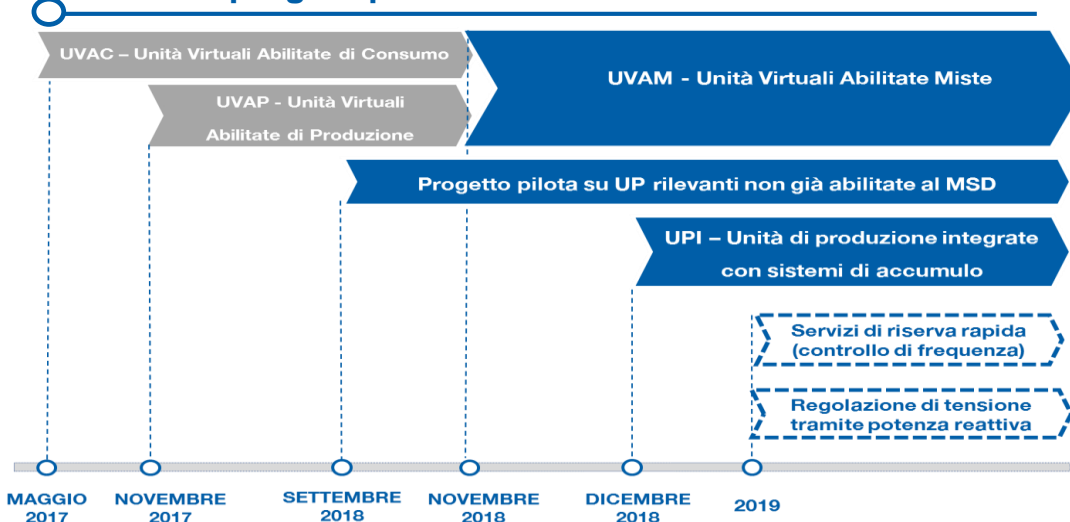 UVAC – Unità Virtuali Abilitate di Consumo
UVAM - Unità Virtuali Abilitate Miste
UVAP - Unità Virtuali
Abilitate di Produzione
Progetto pilota su UP rilevanti non già abilitate al MSD
UPI – Unità di produzione integrate
con sistemi di accumulo
Servizi di riserva rapida
(controllo di frequenza)
Regolazione di tensione
tramite potenza reattiva
MAGGIO
2017
NOVEMBRE
2017
SETTEMBRE
2018
NOVEMBRE
2018
DICEMBRE
2018
2019